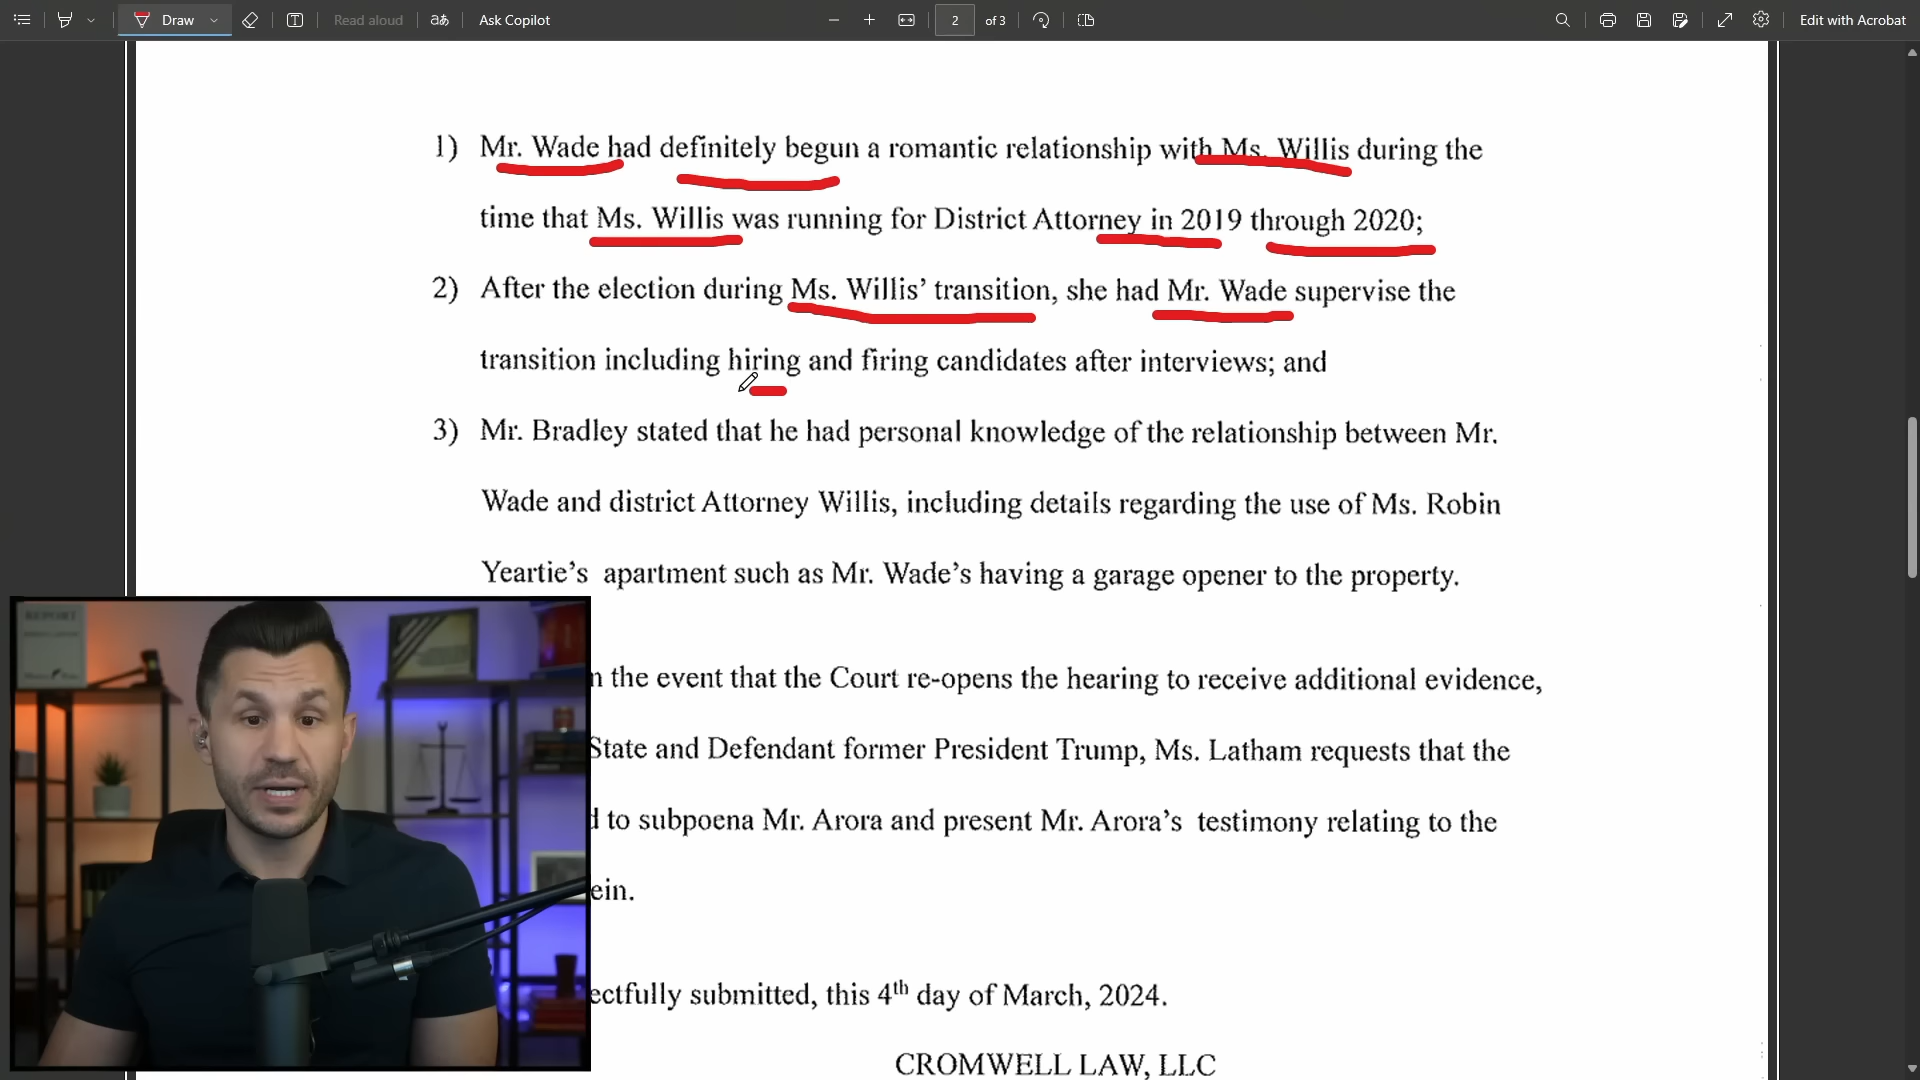 Draw
Read aloud
aあ
Ask Copilot
2
of 3
Edit with Acrobat
1) Mr. Wade had definitely begun a romantic relationship with Ms. Willis during the
time that Ms. Willis was running for District Attorney in 2019 through 2020;
2) After the election during Ms. Willis’ transition, she had Mr. Wade supervise the
transition including hiring and firing candidates after interviews; and
3) Mr. Bradley stated that he had personal knowledge of the relationship between Mr.
Wade and district Attorney Willis, including details regarding the use of Ms. Robin
Yeartie’s apartment such as Mr. Wade’s having a garage opener to the property.
n the event that the Court re-opens the hearing to receive additional evidence,
State and Defendant former President Trump, Ms. Latham requests that the
d to subpoena Mr. Arora and present Mr. Arora’s testimony relating to the
ein.
ectfully submitted, this 4th day of March, 2024.
CROMWELL LAW, LLC